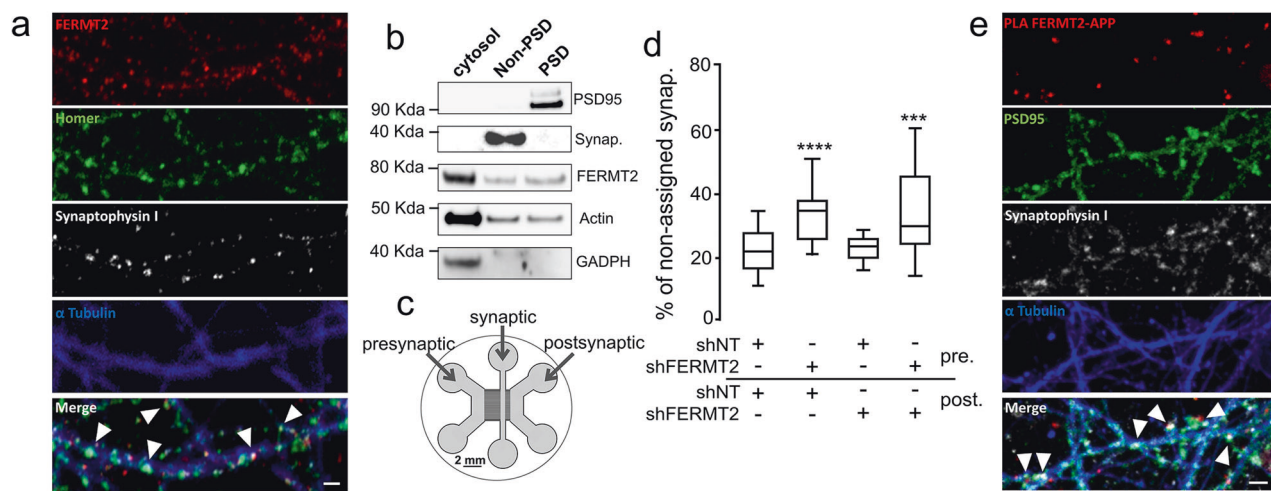 a
FERMT2
Homer
Synaptophysin I
α Tubulin
Merge
b
cytosol
Non-PSD
PSD
90 Kda
PSD95
40 Kda
Synap.
80 Kda
FERMT2
50 Kda
Actin
40 Kda
GADPH
c
synaptic
presynaptic
postsynaptic
2 mm
d
% of non-assigned synap.
80
60
40
20
0
****
***
shNT + - + -
shFERMT2 - + - +
pre.
shNT + + - -
shFERMT2 - - + +
post.
e
PLA FERMT2-APP
PSD95
Synaptophysin I
α Tubulin
Merge